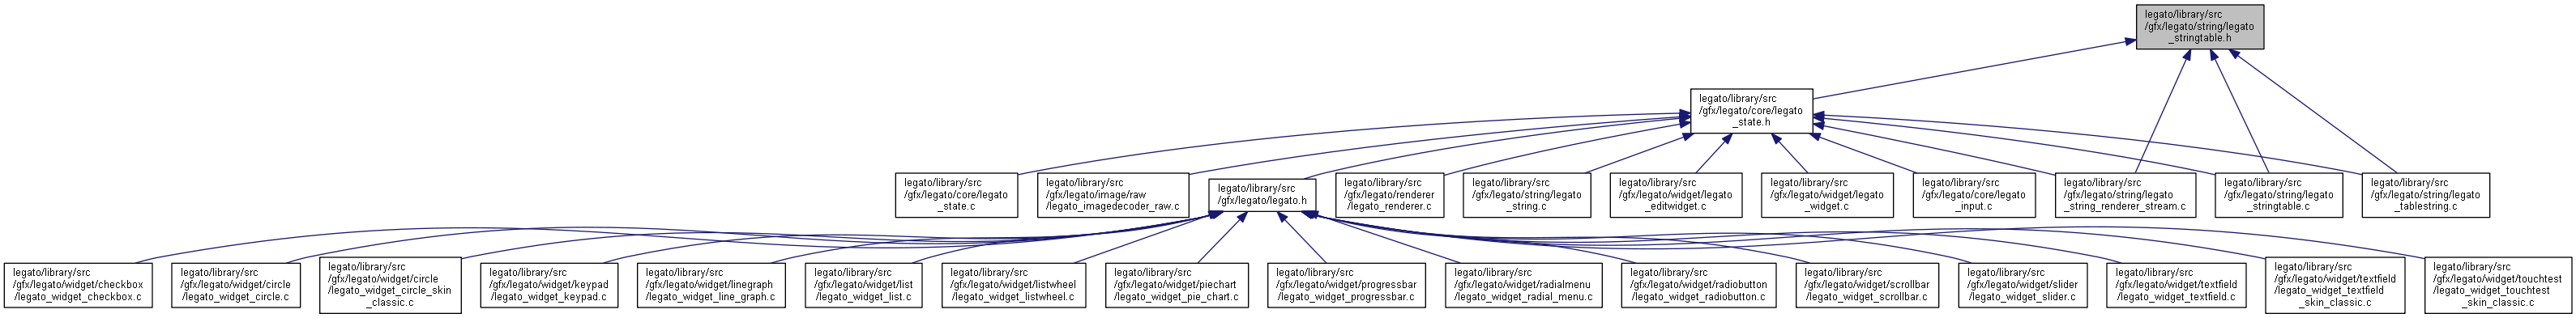 legato/library/src
/gfx/legato/string/legato
_stringtable.h
legato/library/src
/gfx/legato/core/legato
_state.h
legato/library/src
/gfx/legato/core/legato
_state.c
legato/library/src
/gfx/legato/image/raw
/legato_imagedecoder_raw.c
legato/library/src
/gfx/legato/legato.h
legato/library/src
/gfx/legato/renderer
/legato_renderer.c
legato/library/src
/gfx/legato/string/legato
_string.c
legato/library/src
/gfx/legato/widget/legato
_editwidget.c
legato/library/src
/gfx/legato/widget/legato
_widget.c
legato/library/src
/gfx/legato/core/legato
_input.c
legato/library/src
/gfx/legato/string/legato
_string_renderer_stream.c
legato/library/src
/gfx/legato/string/legato
_stringtable.c
legato/library/src
/gfx/legato/string/legato
_tablestring.c
legato/library/src
/gfx/legato/widget/checkbox
/legato_widget_checkbox.c
legato/library/src
/gfx/legato/widget/circle
/legato_widget_circle.c
legato/library/src
/gfx/legato/widget/circle
/legato_widget_circle_skin
_classic.c
legato/library/src
/gfx/legato/widget/keypad
/legato_widget_keypad.c
legato/library/src
/gfx/legato/widget/linegraph
/legato_widget_line_graph.c
legato/library/src
/gfx/legato/widget/list
/legato_widget_list.c
legato/library/src
/gfx/legato/widget/listwheel
/legato_widget_listwheel.c
legato/library/src
/gfx/legato/widget/piechart
/legato_widget_pie_chart.c
legato/library/src
/gfx/legato/widget/progressbar
/legato_widget_progressbar.c
legato/library/src
/gfx/legato/widget/radialmenu
/legato_widget_radial_menu.c
legato/library/src
/gfx/legato/widget/radiobutton
/legato_widget_radiobutton.c
legato/library/src
/gfx/legato/widget/scrollbar
/legato_widget_scrollbar.c
legato/library/src
/gfx/legato/widget/slider
/legato_widget_slider.c
legato/library/src
/gfx/legato/widget/textfield
/legato_widget_textfield.c
legato/library/src
/gfx/legato/widget/textfield
/legato_widget_textfield
_skin_classic.c
legato/library/src
/gfx/legato/widget/touchtest
/legato_widget_touchtest
_skin_classic.c